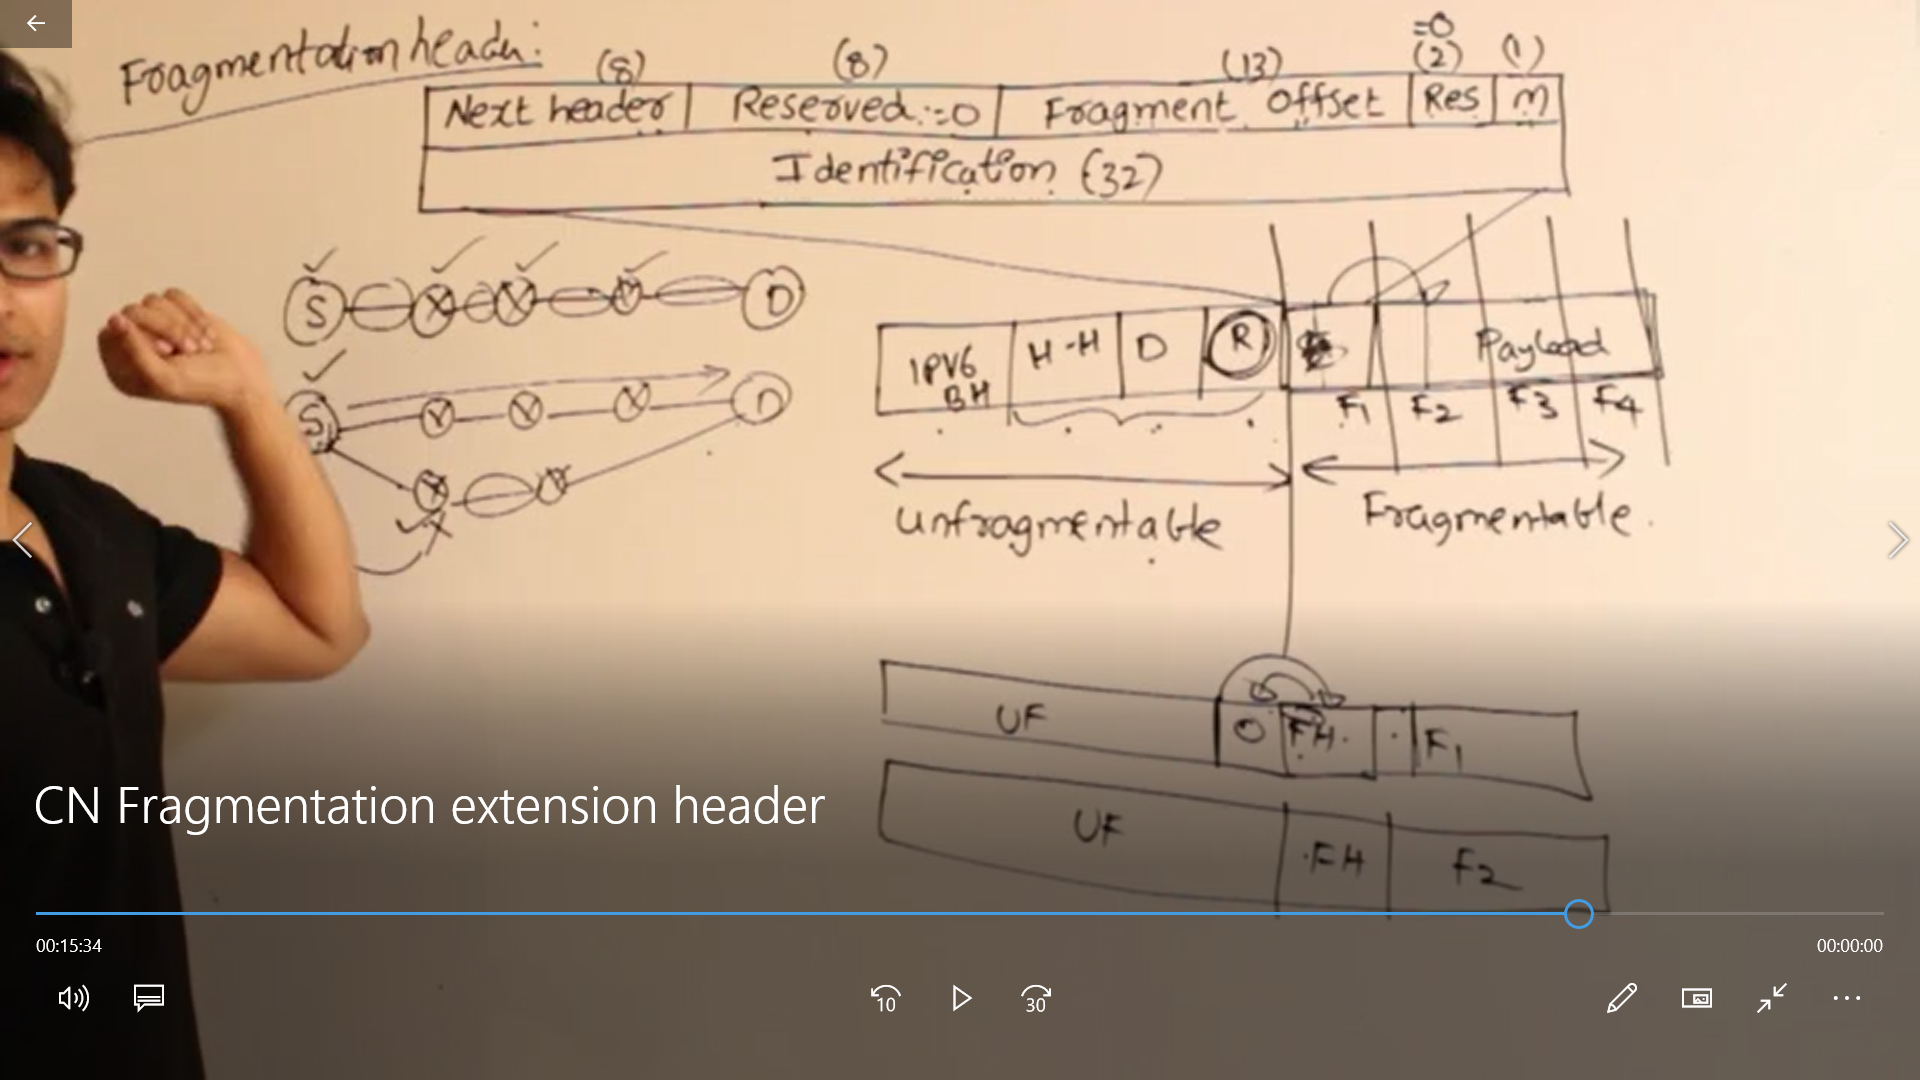 Fragmentation header:
(8) (8) (13) =0 (2) (1)
Next header Reserved:=0 Fragment Offset Res M
Identification (32)
S X X X D
S X X X D
X X
IPV6 BH H-H D R Payload
F1 F2 F3 F4
unfragmentable Fragmentable.
UF O FH. F1
UF .FH F2
CN Fragmentation extension header
00:15:34 00:00:00
10 30